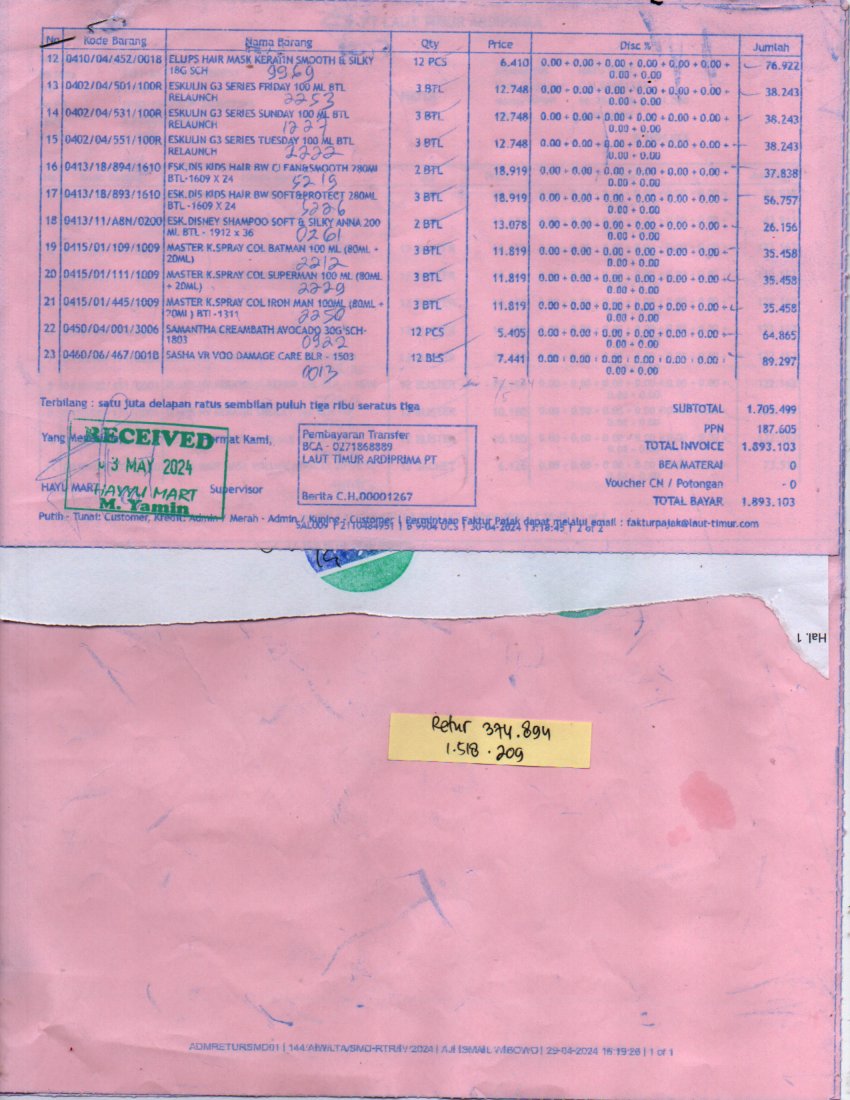 No Kode Barang Nama Barang Qty Price Disc % Jumlah
12 0410/04/452/0018 ELLIPS HAIR MASK KERATIN SMOOTH & SILKY 12 PCS 6.410 0.00 + 0.00 + 0.00 + 0.00 + 0.00 + 0.00 + 76.922
18G SCH 9969 0.00 + 0.00
13 0402/04/501/100R ESKULIN G3 SERIES FRIDAY 100 ML BTL 3 BTL 12.748 0.00 + 0.00 + 0.00 + 0.00 + 0.00 + 0.00 + 38.243
RELAUNCH 2253 0.00 + 0.00
14 0402/04/531/100R ESKULIN G3 SERIES SUNDAY 100 ML BTL 3 BTL 12.748 0.00 + 0.00 + 0.00 + 0.00 + 0.00 + 0.00 + 38.243
RELAUNCH 0.00 + 0.00
15 0402/04/551/100R ESKULIN G3 SERIES TUESDAY 100 ML BTL 3 BTL 12.748 0.00 + 0.00 + 0.00 + 0.00 + 0.00 + 0.00 + 38.243
RELAUNCH 0.00 + 0.00
16 0413/18/894/1610 ESK.DIS KIDS HAIR BW CLEAN&SMOOTH 280Ml 2 BTL 18.919 0.00 + 0.00 + 0.00 + 0.00 + 0.00 + 0.00 + 37.838
BTL-1609 X 24 5219 0.00 + 0.00
17 0413/18/893/1610 ESK.DIS KIDS HAIR BW SOFT&PROTECT 280ML 3 BTL 18.919 0.00 + 0.00 + 0.00 + 0.00 + 0.00 + 0.00 + 56.757
BTL - 1609 X 24 5226 0.00 + 0.00
18 0413/11/A8N/0200 ESK.DISNEY SHAMPOO SOFT & SILKY ANNA 200 2 BTL 13.078 0.00 + 0.00 + 0.00 + 0.00 + 0.00 + 0.00 + 26.156
ML BTL - 1912 x 36 0261 0.00 + 0.00
19 0415/01/109/1009 MASTER K.SPRAY COL BATMAN 100 ML (80ML + 3 BTL 11.819 0.00 + 0.00 + 0.00 + 0.00 + 0.00 + 0.00 + 35.458
20ML) 2212 0.00 + 0.00
20 0415/01/111/1009 MASTER K.SPRAY COL SUPERMAN 100 ML (80ML 3 BTL 11.819 0.00 + 0.00 + 0.00 + 0.00 + 0.00 + 0.00 + 35.458
+ 20ML) 2229 0.00 + 0.00
21 0415/01/445/1009 MASTER K.SPRAY COL IRON MAN 100ML (80ML + 3 BTL 11.819 0.00 + 0.00 + 0.00 + 0.00 + 0.00 + 0.00 + 35.458
20Ml ) BTL-1311 2250 0.00 + 0.00
22 0450/04/001/3006 SAMANTHA CREAMBATH AVOCADO 30G SCH- 12 PCS 5.405 0.00 + 0.00 + 0.00 + 0.00 + 0.00 + 0.00 + 64.865
1803 0922 0.00 + 0.00
23 0460/06/467/001B SASHA VR VOO DAMAGE CARE BLR - 1503 12 BLS 7.441 0.00 + 0.00 + 0.00 + 0.00 + 0.00 + 0.00 + 89.297
0013 0.00 + 0.00
Terbilang : satu juta delapan ratus sembilan puluh tiga ribu seratus tiga
SUBTOTAL 1.705.499
PPN 187.605
TOTAL INVOICE 1.893.103
BEA MATERAI 0
Voucher CN / Potongan - 0
TOTAL BAYAR 1.893.103
RECEIVED
3 MAY 2024
HAYYU MART
M. Yamin
Kami,
HAYU MART Supervisor
Pembayaran Transfer
BCA - 0271868889
LAUT TIMUR ARDIPRIMA PT
Berita C.H.00001267
Putih - Tunai: Customer, Kredit: Admin / Merah - Admin / Kuning - Customer | Permintaan Faktur Pajak dapat melalui email : fakturpajak@laut-timur.com
SAL009 | 2110484951 | B 9904 UCS | 30-04-2024 13:18:45 | 2 of 2
Hal. 1
Retur 374.894
1.518.209
ADMRETURSMD01 | 144/AIW/LTA/SMD-RTR/IV/2024 | AJI ISMAIL WIBOWO | 29-04-2024 16:19:26 | 1 of 1